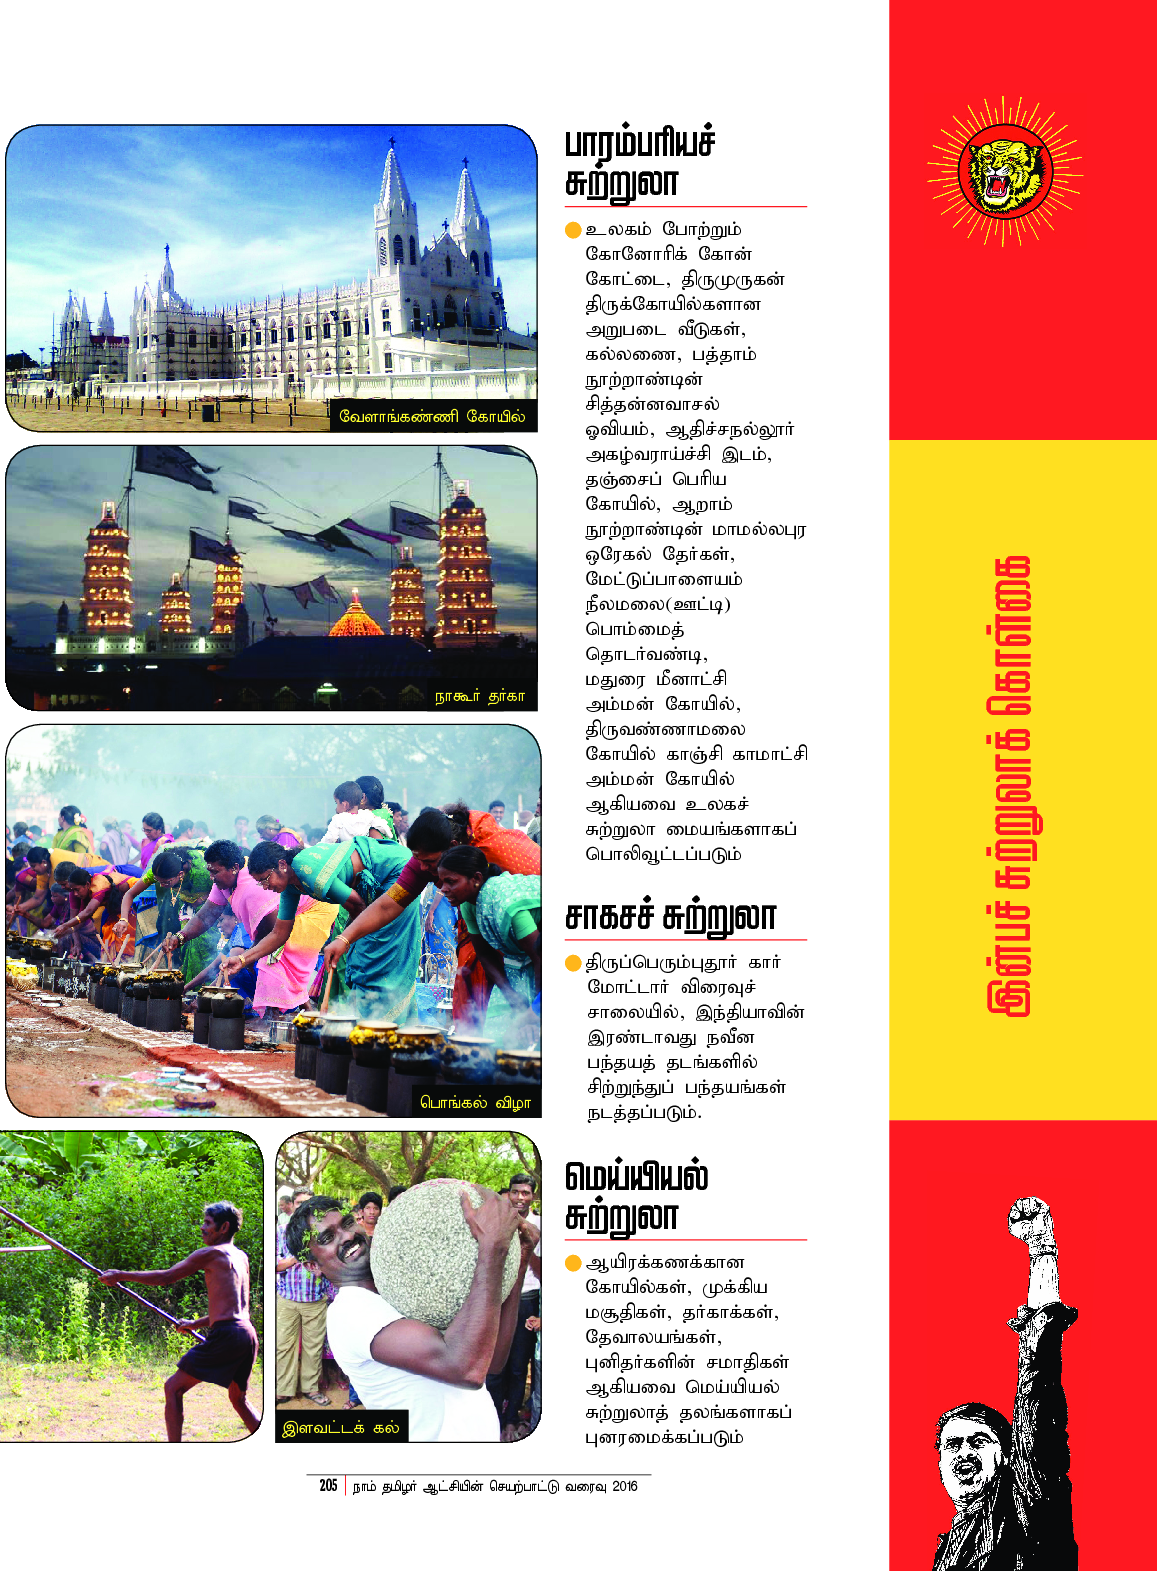 வேளாங்கண்ணி கோயில்
நாகூர் தர்கா
பொங்கல் விழா
இளவட்டக் கல்
பாரம்பரியச்
சுற்றுலா
உலகம் போற்றும்
கோனோரிக் கோன்
கோட்டை, திருமுருகன்
திருக்கோயில்களான
அறுபடை வீடுகள்,
கல்லணை, பத்தாம்
நூற்றாண்டின்
சித்தன்னவாசல்
ஓவியம், ஆதிச்சநல்லூர்
அகழ்வராய்ச்சி இடம்,
தஞ்சைப் பெரிய
கோயில், ஆறாம்
நூற்றாண்டின் மாமல்லபுர
ஒரேகல் தேர்கள்,
மேட்டுப்பாளையம்
நீலமலை(ஊட்டி)
பொம்மைத்
தொடர்வண்டி,
மதுரை மீனாட்சி
அம்மன் கோயில்,
திருவண்ணாமலை
கோயில் காஞ்சி காமாட்சி
அம்மன் கோயில்
ஆகியவை உலகச்
சுற்றுலா மையங்களாகப்
பொலிவூட்டப்படும்
சாகசச் சுற்றுலா
திருப்பெரும்புதூர் கார்
மோட்டார் விரைவுச்
சாலையில், இந்தியாவின்
இரண்டாவது நவீன
பந்தயத் தடங்களில்
சிற்றுந்துப் பந்தயங்கள்
நடத்தப்படும்.
மெய்யியல்
சுற்றுலா
ஆயிரக்கணக்கான
கோயில்கள், முக்கிய
மசூதிகள், தர்காக்கள்,
தேவாலயங்கள்,
புனிதர்களின் சமாதிகள்
ஆகியவை மெய்யியல்
சுற்றுலாத் தலங்களாகப்
புனரமைக்கப்படும்
இன்பச் சுற்றுலாக் கொள்கை
205 நாம் தமிழர் ஆட்சியின் செயற்பாட்டு வரைவு 2016